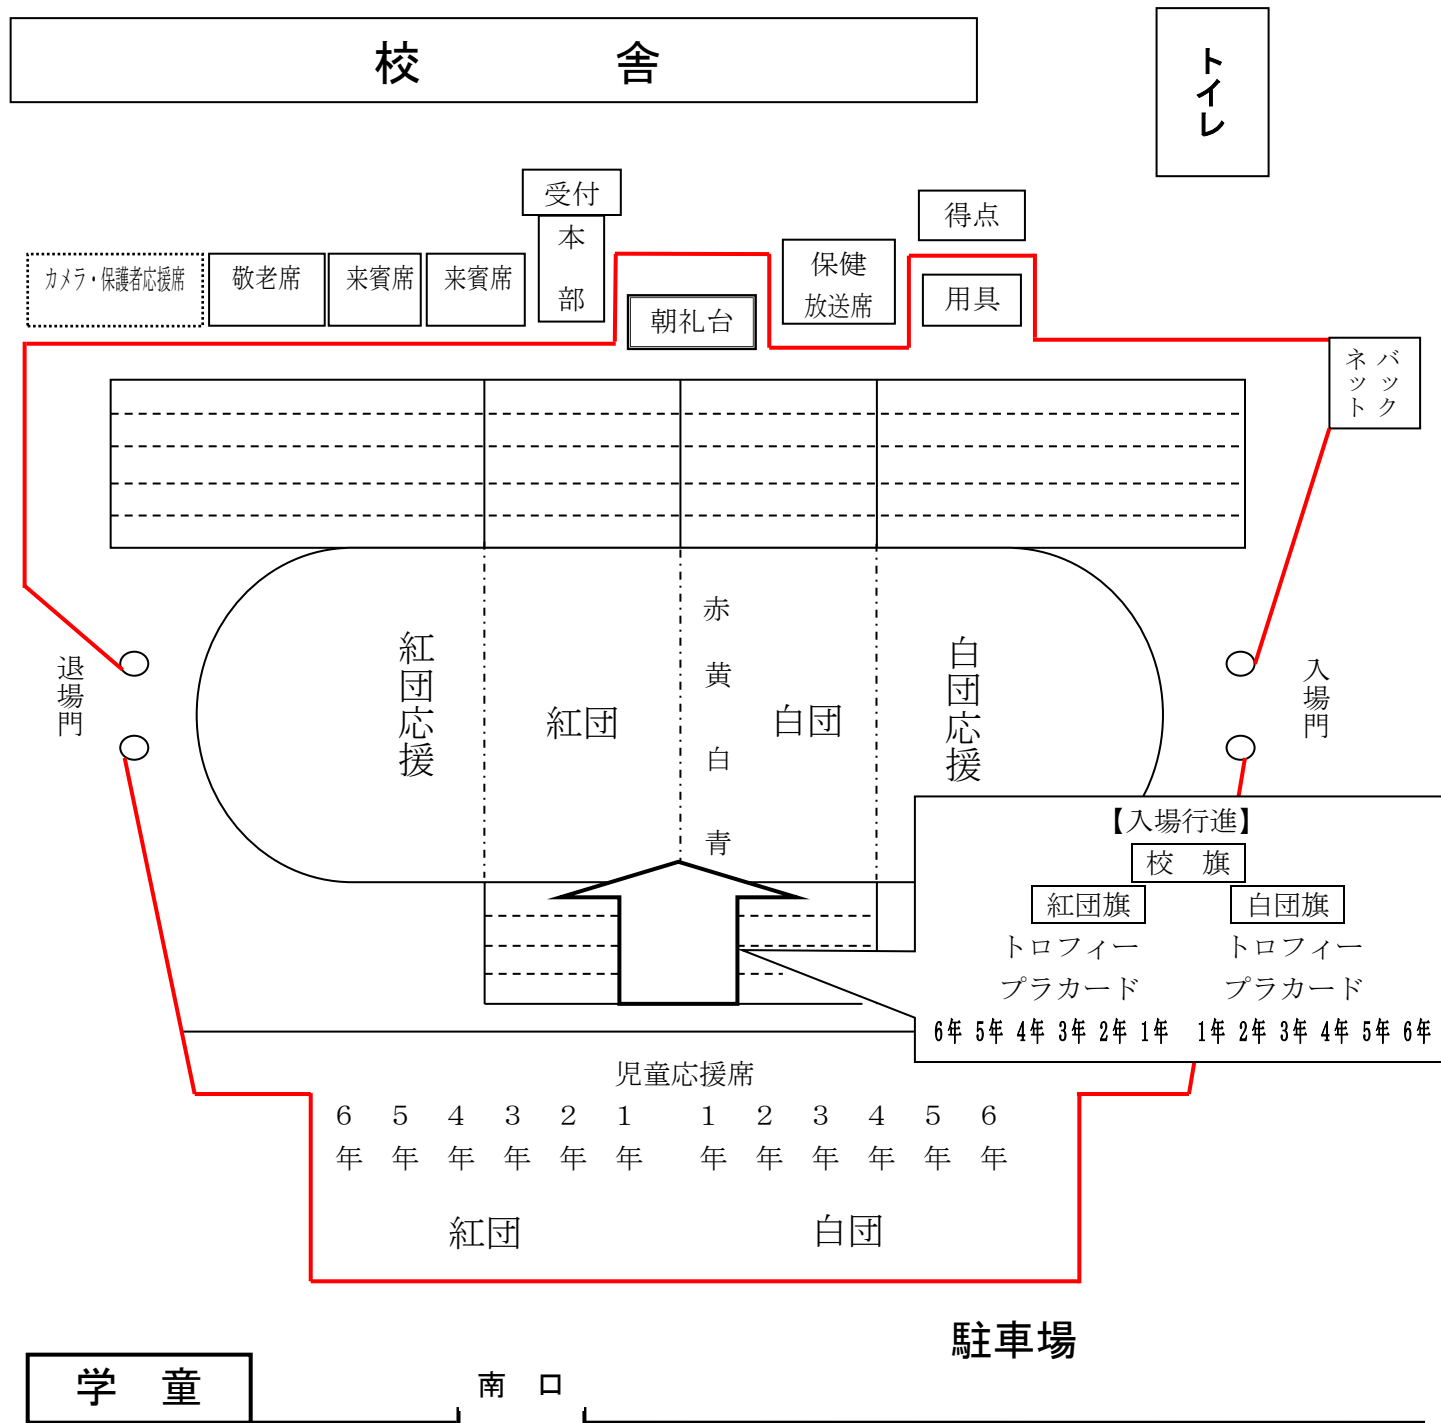 校　舎
トイレ
受付
本部
得点
カメラ・保護者応援席
敬老席
来賓席
来賓席
保健
放送席
用具
朝礼台
バック
ネット
赤
黄
白
青
紅団応援
紅団
白団
白団応援
退場門
入場門
【入場行進】
校　旗
紅団旗　白団旗
トロフィー　トロフィー
プラカード　プラカード
6年 5年 4年 3年 2年 1年　1年 2年 3年 4年 5年 6年
児童応援席
６年　５年　４年　３年　２年　１年　１年　２年　３年　４年　５年　６年
紅団　白団
駐車場
学　童
南　口